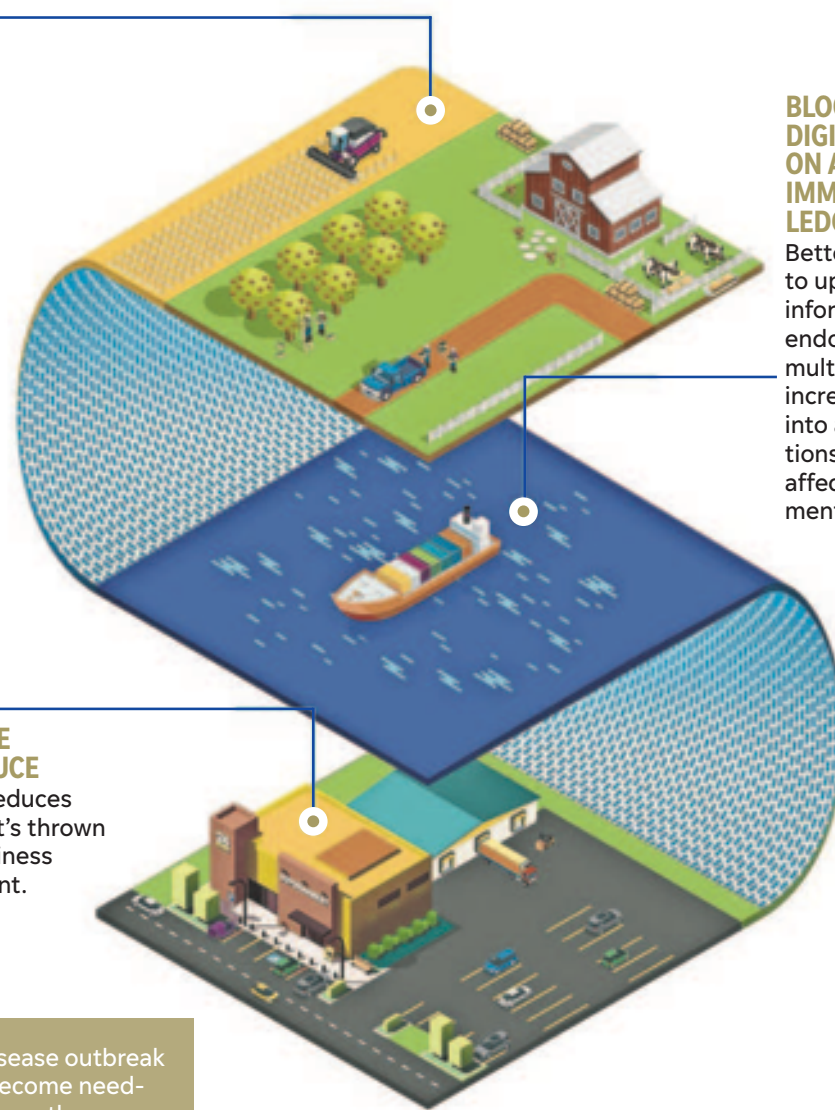 BLOC
DIGI
ON A
IMM
LEDG
Bette
to up
infor
endo
mult
incre
into a
tions
affec
ment
E
UCE
educes
t’s thrown
iness
nt.
sease outbreak
ecome need-